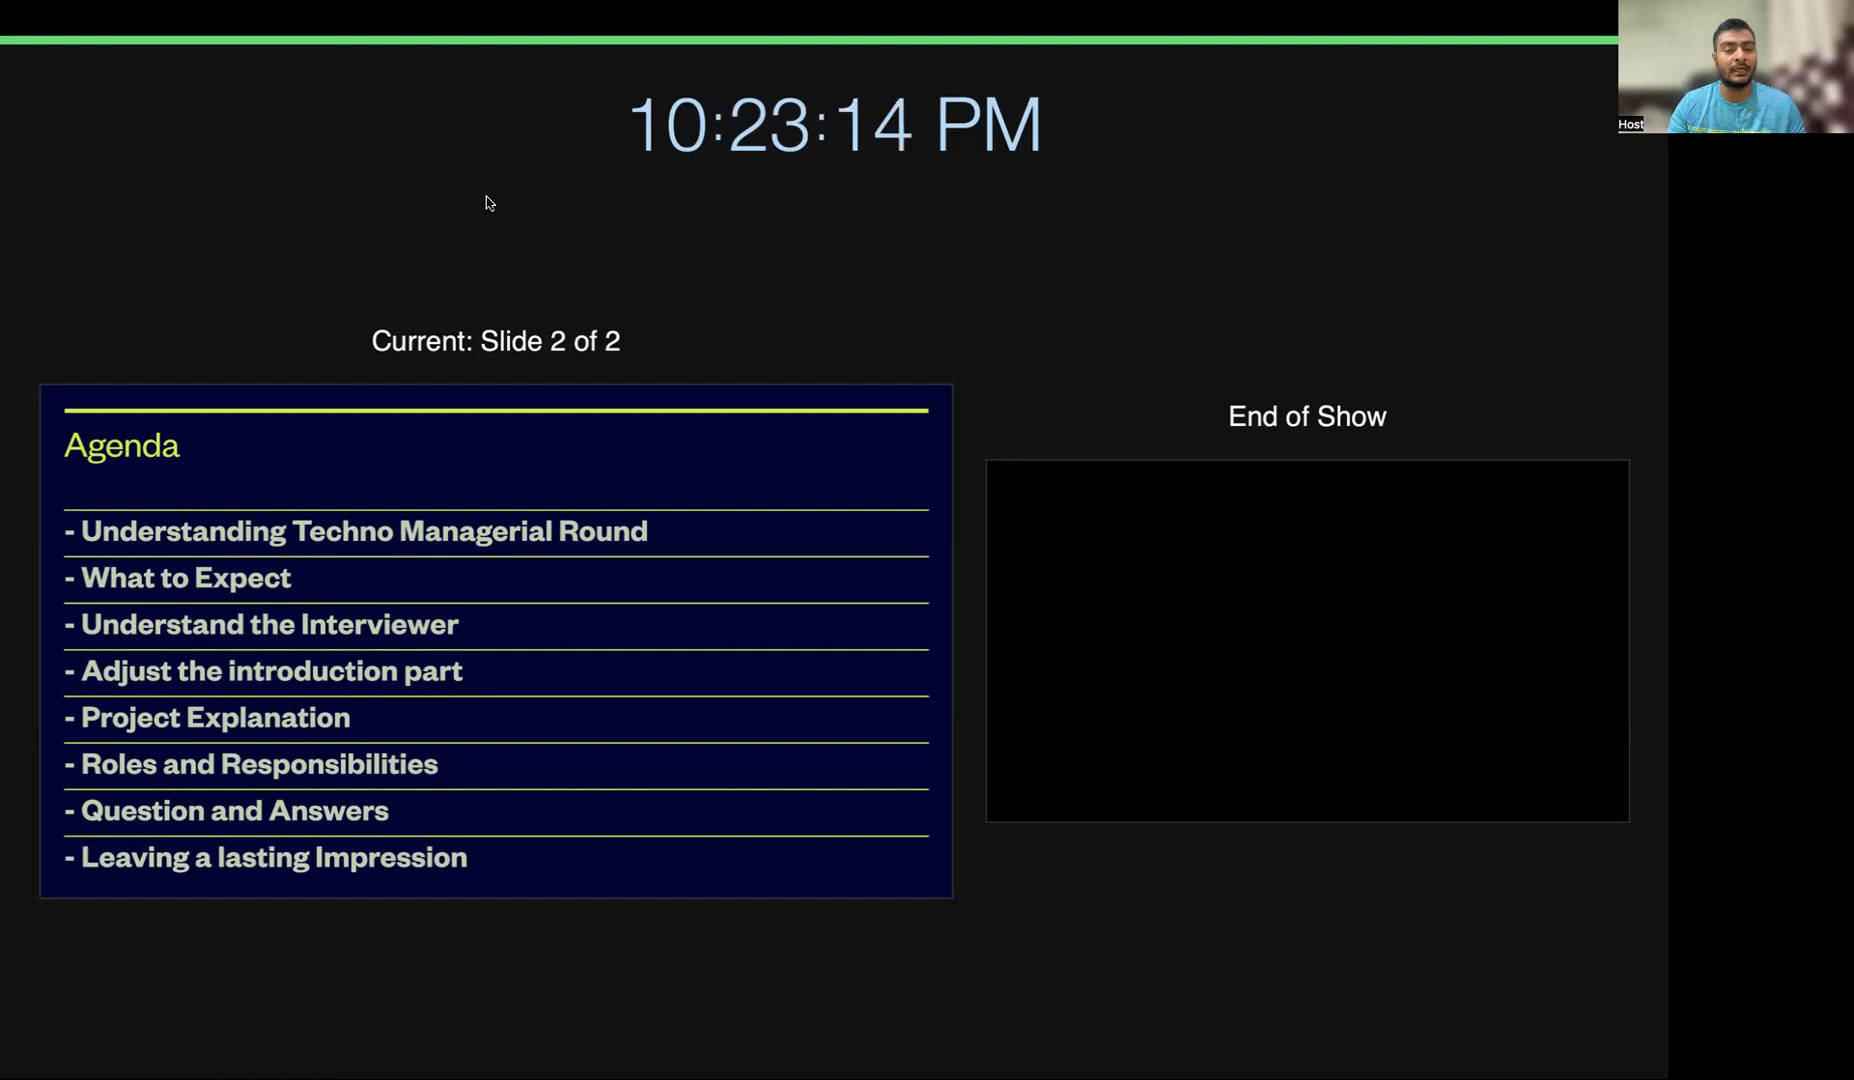 Host
10:23:14 PM
Current: Slide 2 of 2
Agenda
- Understanding Techno Managerial Round
- What to Expect
- Understand the Interviewer
- Adjust the introduction part
- Project Explanation
- Roles and Responsibilities
- Question and Answers
- Leaving a lasting Impression
End of Show